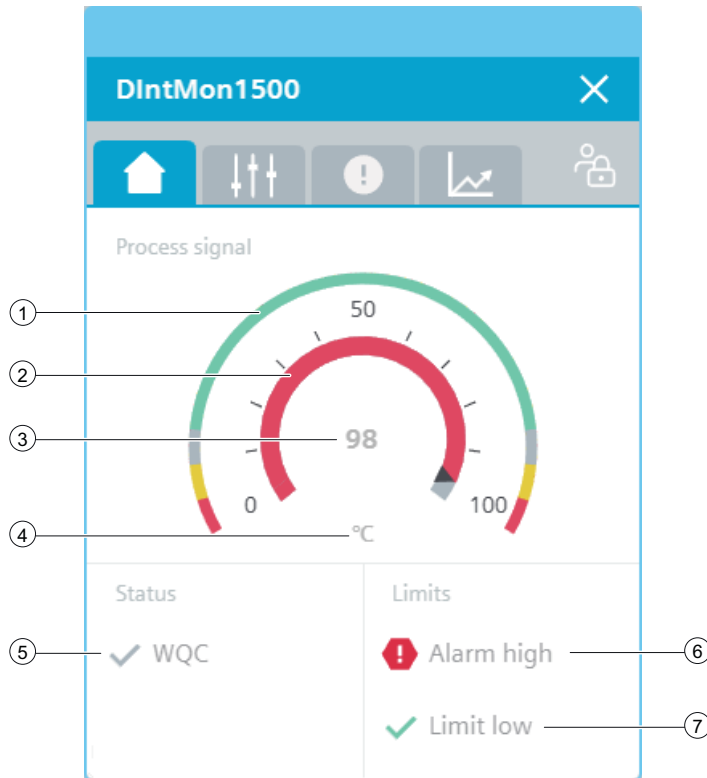 DIntMon1500
Process signal
1
50
2
3
98
0
100
4
°C
Status
Limits
5
WQC
!
Alarm high
6
Limit low
7